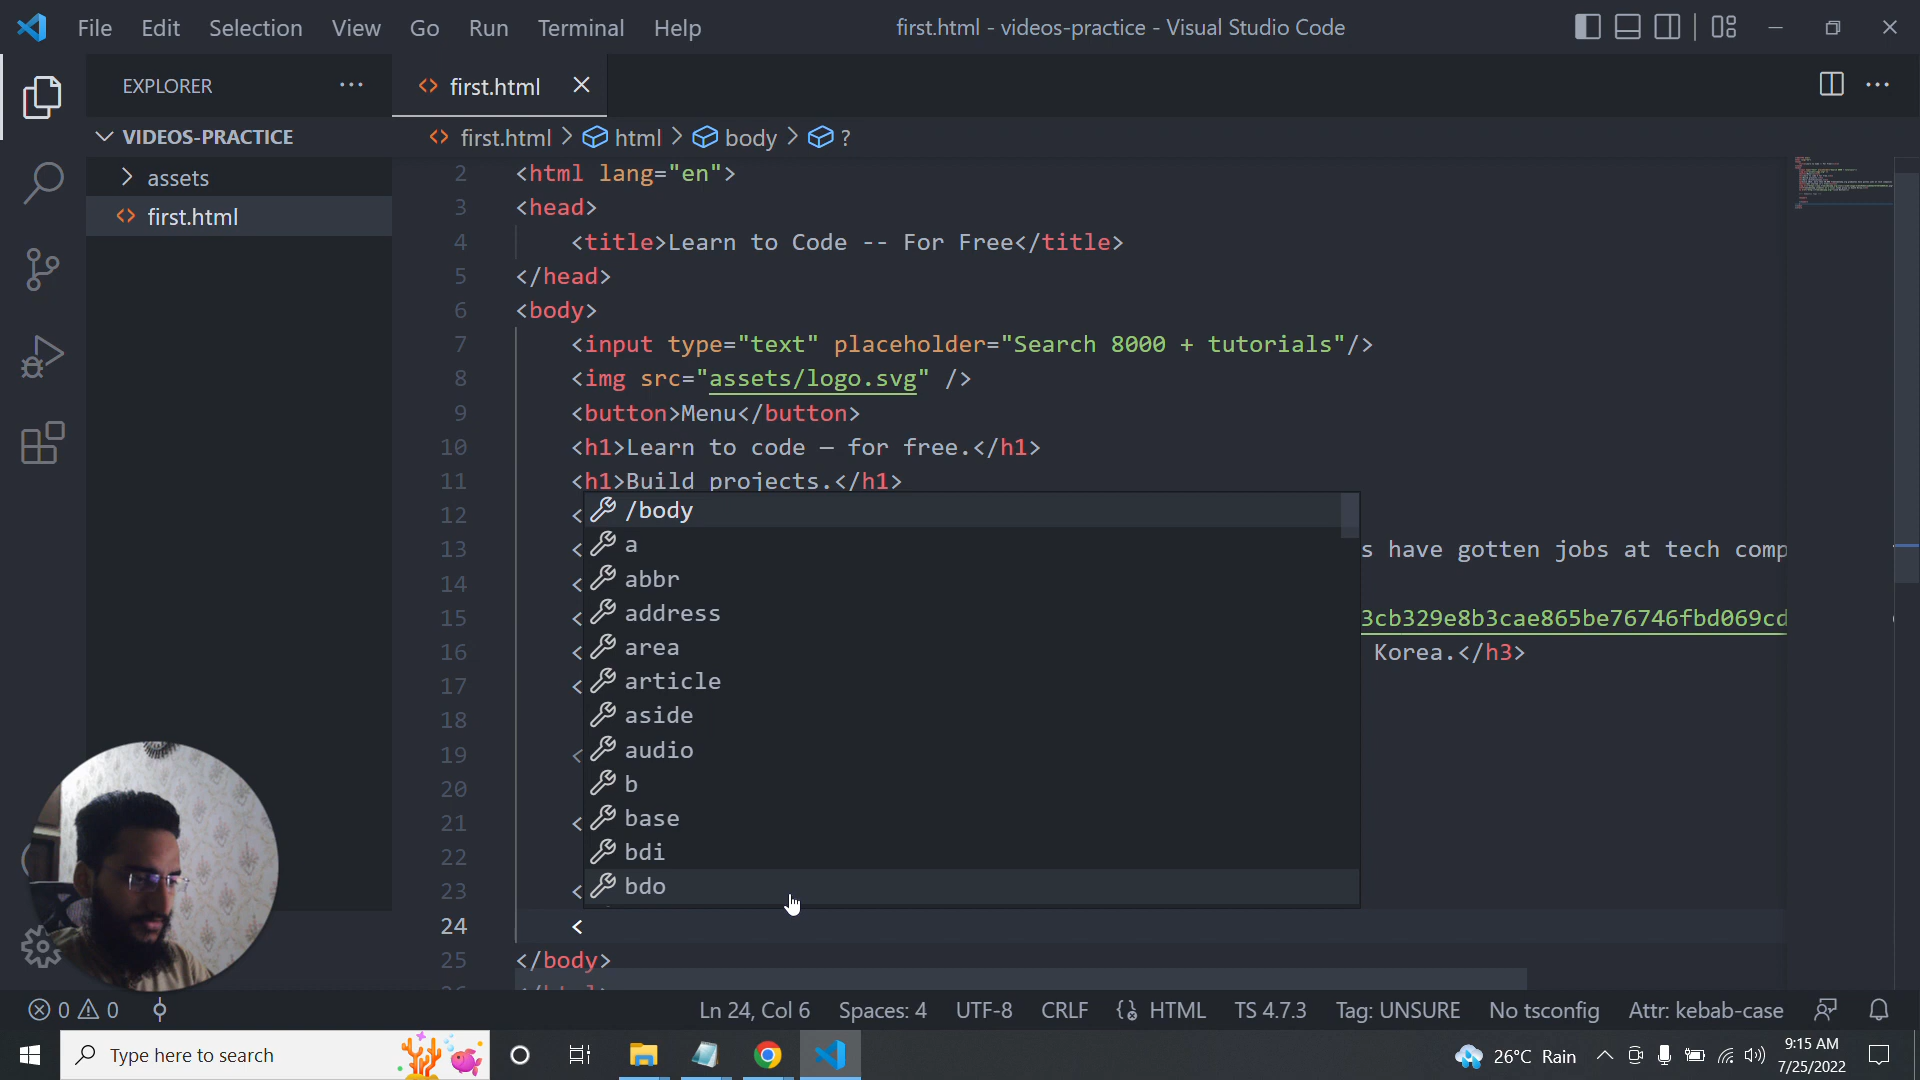 File Edit Selection View Go Run Terminal Help
first.html - videos-practice - Visual Studio Code
EXPLORER
first.html
VIDEOS-PRACTICE
first.html > html > body > ?
assets
first.html
2 <html lang="en">
3 <head>
4 <title>Learn to Code -- For Free</title>
5 </head>
6 <body>
7 <input type="text" placeholder="Search 8000 + tutorials"/>
8 <img src="assets/logo.svg" />
9 <button>Menu</button>
10 <h1>Learn to code — for free.</h1>
11 <h1>Build projects.</h1>
12 <
13 < s have gotten jobs at tech comp
14 <
15 < 3cb329e8b3cae865be76746fbd069cd
16 < Korea.</h3>
17 <
18
19 <
20
21 <
22
23 <
24 <
25 </body>
/body
a
abbr
address
area
article
aside
audio
b
base
bdi
bdo
0 0
Ln 24, Col 6
Spaces: 4
UTF-8
CRLF
{} HTML
TS 4.7.3
Tag: UNSURE
No tsconfig
Attr: kebab-case
Type here to search
26°C Rain
9:15 AM
7/25/2022